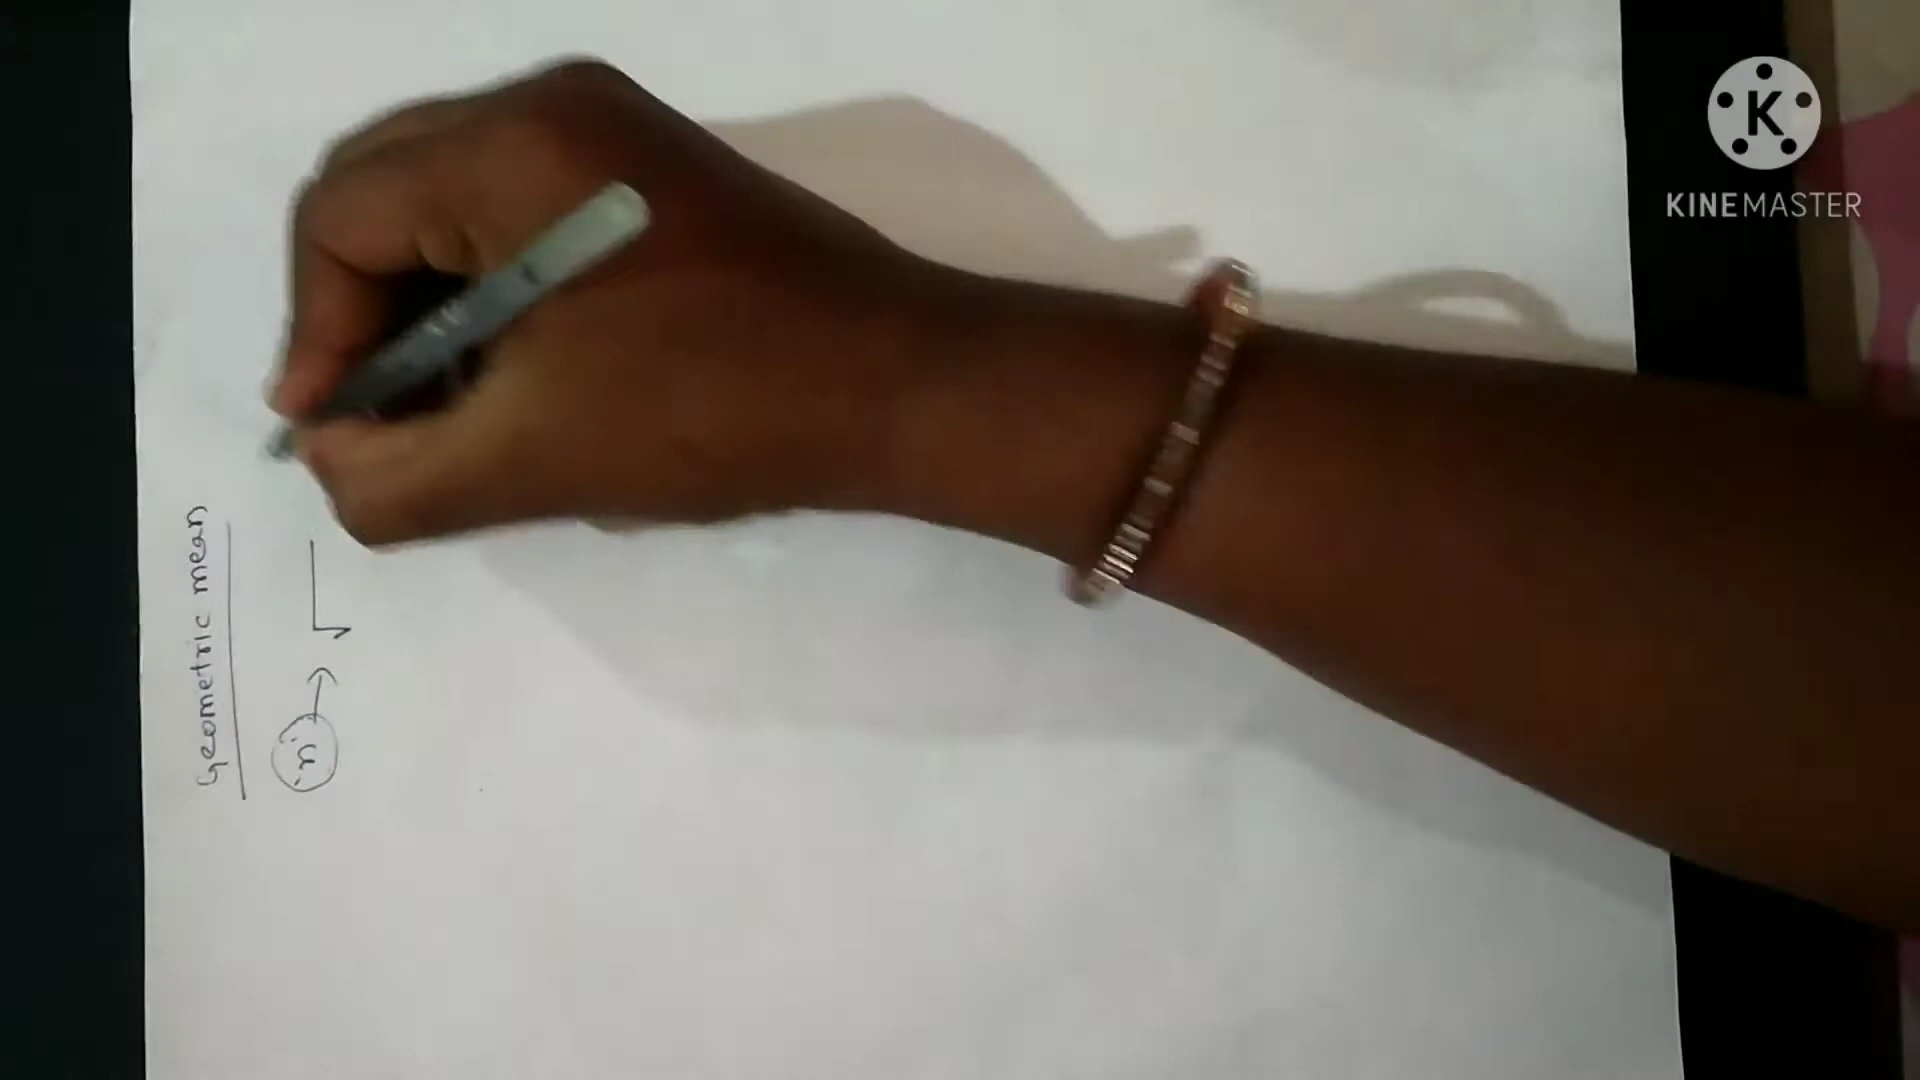 Geometric mean
'n' → √
K
KINEMASTER